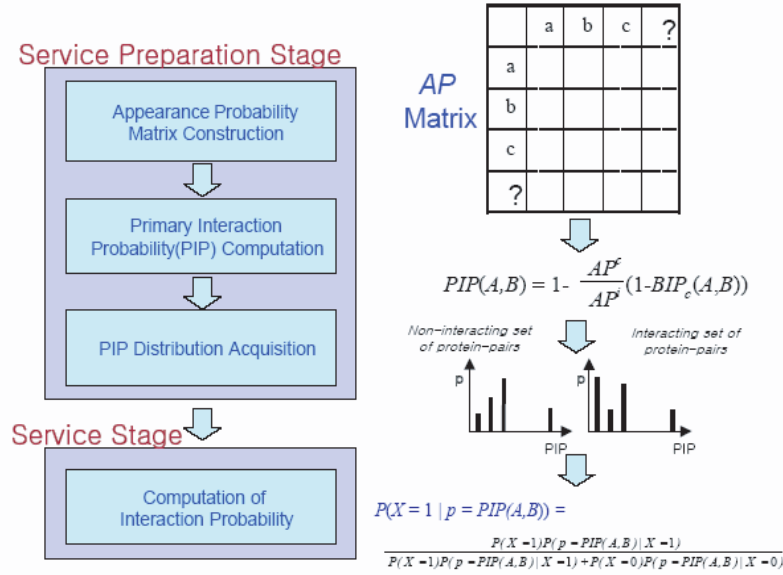 Service Preparation Stage
Appearance Probability
Matrix Construction
Primary Interaction
Probability(PIP) Computation
PIP Distribution Acquisition
Service Stage
Computation of
Interaction Probability
AP
Matrix
a b c ?
a
b
c
?
PIP(A,B) = 1- AP^c / AP^i (1-BIP_c(A,B))
Non-interacting set
of protein-pairs
Interacting set of
protein-pairs
p
PIP
p
PIP
P(X = 1 | p = PIP(A,B)) =
P(X =1)P(p = PIP(A,B) | X =1)
P(X =1)P(p = PIP(A,B) | X =1) + P(X =0)P(p = PIP(A,B) | X =0)